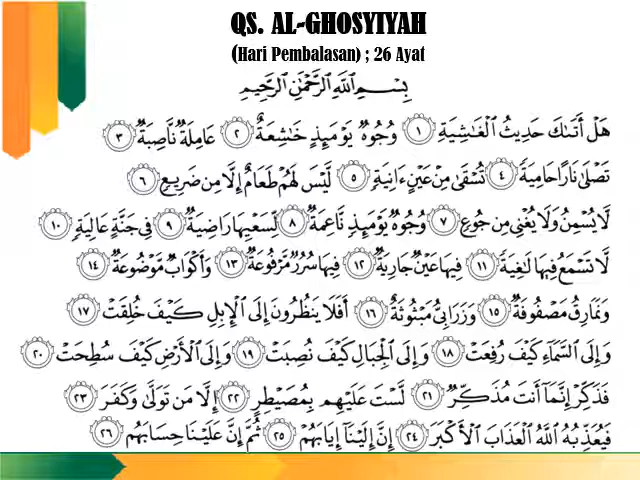 QS. AL-GHOSYIYAH
(Hari Pembalasan) ; 26 Ayat
بِسْمِ ٱللَّهِ ٱلرَّحْمَٰنِ ٱلرَّحِيمِ
هَلْ أَتَىٰكَ حَدِيثُ ٱلْغَٰشِيَةِ ١ وُجُوهٌ يَوْمَئِذٍ خَٰشِعَةٌ ٢ عَامِلَةٌ نَّاصِبَةٌ ٣
تَصْلَىٰ نَارًا حَامِيَةً ٤ تُسْقَىٰ مِنْ عَيْنٍ ءَانِيَةٍ ٥ لَّيْسَ لَهُمْ طَعَامٌ إِلَّا مِن ضَرِيعٍ ٦
لَّا يُسْمِنُ وَلَا يُغْنِى مِن جُوعٍ ٧ وُجُوهٌ يَوْمَئِذٍ نَّاعِمَةٌ ٨ لِّسَعْيِهَا رَاضِيَةٌ ٩ فِى جَنَّةٍ عَالِيَةٍ ١٠
لَّا تَسْمَعُ فِيهَا لَٰغِيَةً ١١ فِيهَا عَيْنٌ جَارِيَةٌ ١٢ فِيهَا سُرُرٌ مَّرْفُوعَةٌ ١٣ وَأَكْوَابٌ مَّوْضُوعَةٌ ١٤
وَنَمَارِقُ مَصْفُوفَةٌ ١٥ وَزَرَابِىُّ مَبْثُوثَةٌ ١٦ أَفَلَا يَنظُرُونَ إِلَى ٱلْإِبِلِ كَيْفَ خُلِقَتْ ١٧
وَإِلَى ٱلسَّمَآءِ كَيْفَ رُفِعَتْ ١٨ وَإِلَى ٱلْجِبَالِ كَيْفَ نُصِبَتْ ١٩ وَإِلَى ٱلْأَرْضِ كَيْفَ سُطِحَتْ ٢٠
فَذَكِّرْ إِنَّمَآ أَنتَ مُذَكِّرٌ ٢١ لَّسْتَ عَلَيْهِم بِمُصَيْطِرٍ ٢٢ إِلَّا مَن تَوَلَّىٰ وَكَفَرَ ٢٣
فَيُعَذِّبُهُ ٱللَّهُ ٱلْعَذَابَ ٱلْأَكْبَرَ ٢٤ إِنَّ إِلَيْنَآ إِيَابَهُمْ ٢٥ ثُمَّ إِنَّ عَلَيْنَا حِسَابَهُم ٢٦